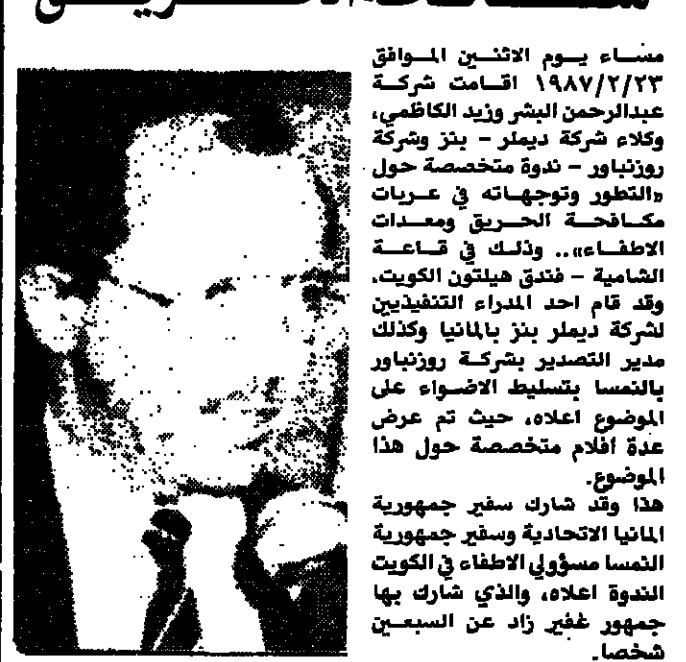 مساء يوم الاثنين الموافق
١٩٨٧/٢/٢٣ اقامت شركة
عبدالرحمن البشر وزيد الكاظمي،
وكلاء شركة ديملر – بنز وشركة
روزنباور – ندوة متخصصة حول
«التطور وتوجهاته في عربات
مكافحة الحريق ومعدات
الاطفاء».. وذلك في قاعة
الشامية – فندق هيلتون الكويت،
وقد قام احد المدراء التنفيذيين
لشركة ديملر بنز بالمانيا وكذلك
مدير التصدير بشركة روزنباور
بالنمسا بتسليط الاضواء على
الموضوع اعلاه، حيث تم عرض
عدة أفلام متخصصة حول هذا
الموضوع.
هذا وقد شارك سفير جمهورية
المانيا الاتحادية وسفير جمهورية
النمسا مسؤولي الاطفاء في الكويت
الندوة اعلاه، والذي شارك بها
جمهور غفير زاد عن السبعين
شخصا.